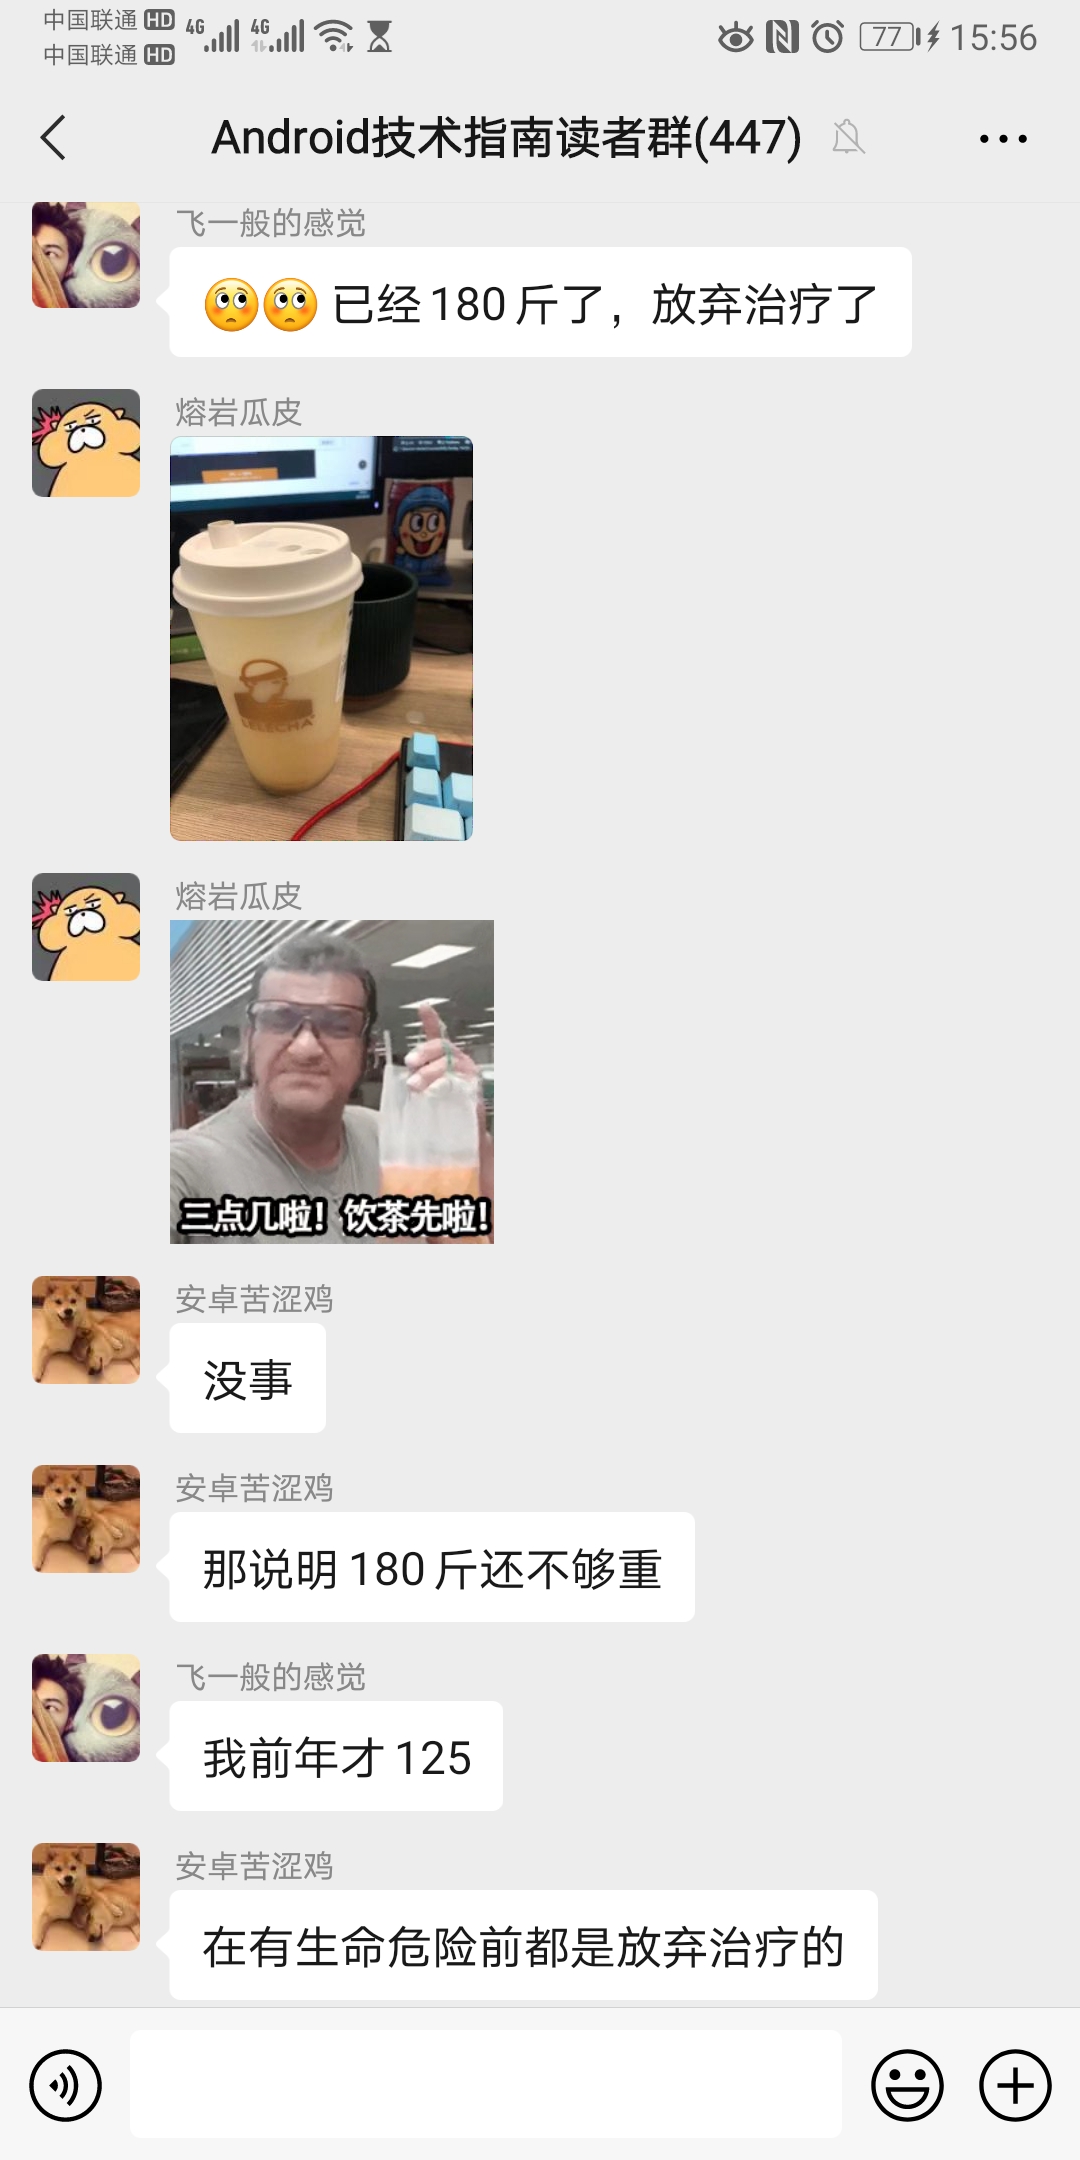 中国联通 HD 4G 4G 77 15:56
中国联通 HD
Android技术指南读者群(447)
飞一般的感觉
已经180斤了，放弃治疗了
熔岩瓜皮
LELECHA
熔岩瓜皮
三点几啦！饮茶先啦！
安卓苦涩鸡
没事
安卓苦涩鸡
那说明180斤还不够重
飞一般的感觉
我前年才125
安卓苦涩鸡
在有生命危险前都是放弃治疗的